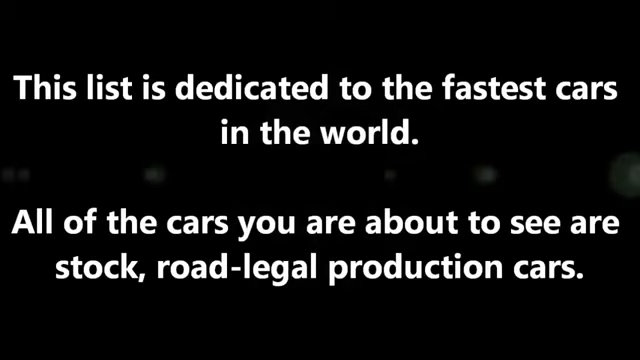 This list is dedicated to the fastest cars
in the world.
All of the cars you are about to see are
stock, road-legal production cars.